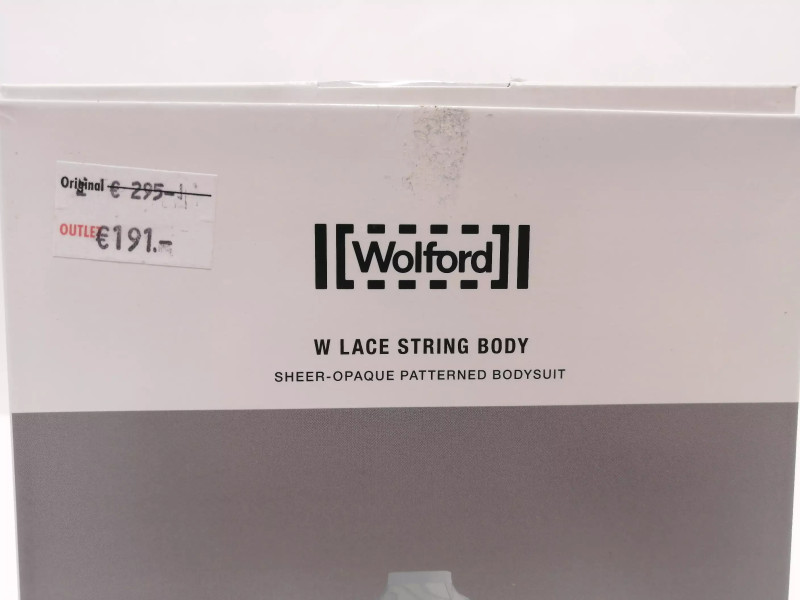 Original € 295.-
OUTLET €191.-
Wolford
W LACE STRING BODY
SHEER-OPAQUE PATTERNED BODYSUIT